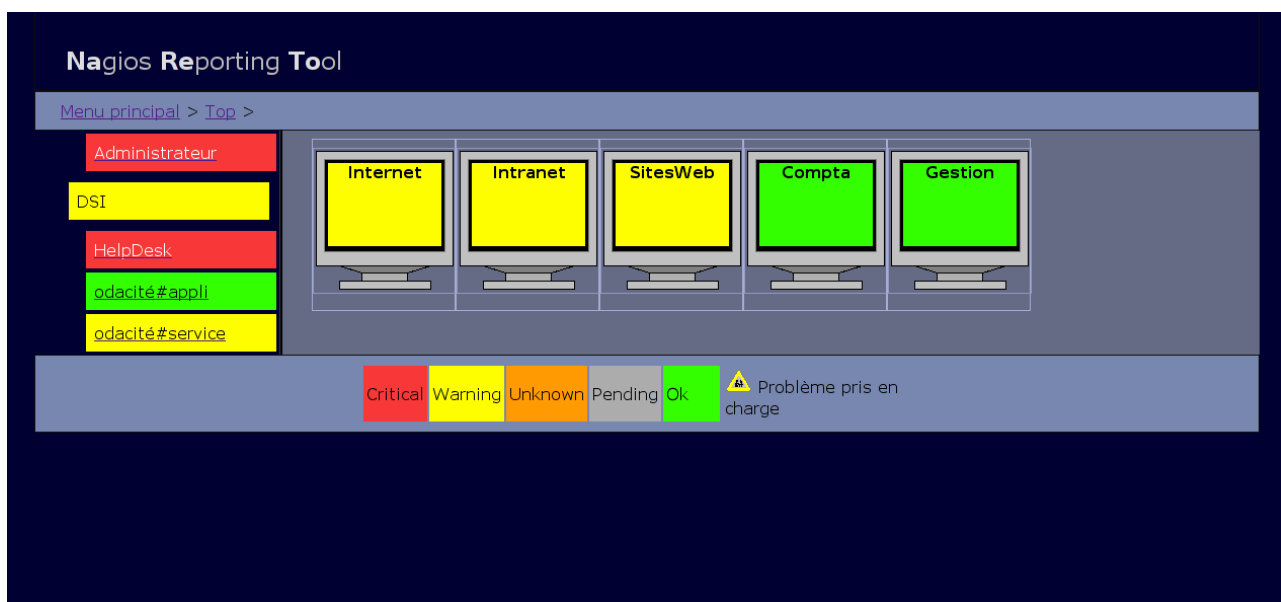 Nagios Reporting Tool
Menu principal > Top >
Administrateur
DSI
HelpDesk
odacité#appli
odacité#service
Internet
Intranet
SitesWeb
Compta
Gestion
Critical
Warning
Unknown
Pending
Ok
Problème pris en
charge